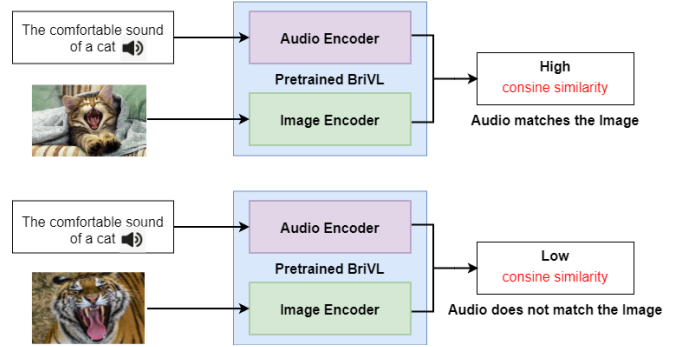 The comfortable sound
of a cat
Audio Encoder
Pretrained BriVL
Image Encoder
High
consine similarity
Audio matches the Image
The comfortable sound
of a cat
Audio Encoder
Pretrained BriVL
Image Encoder
Low
consine similarity
Audio does not match the Image